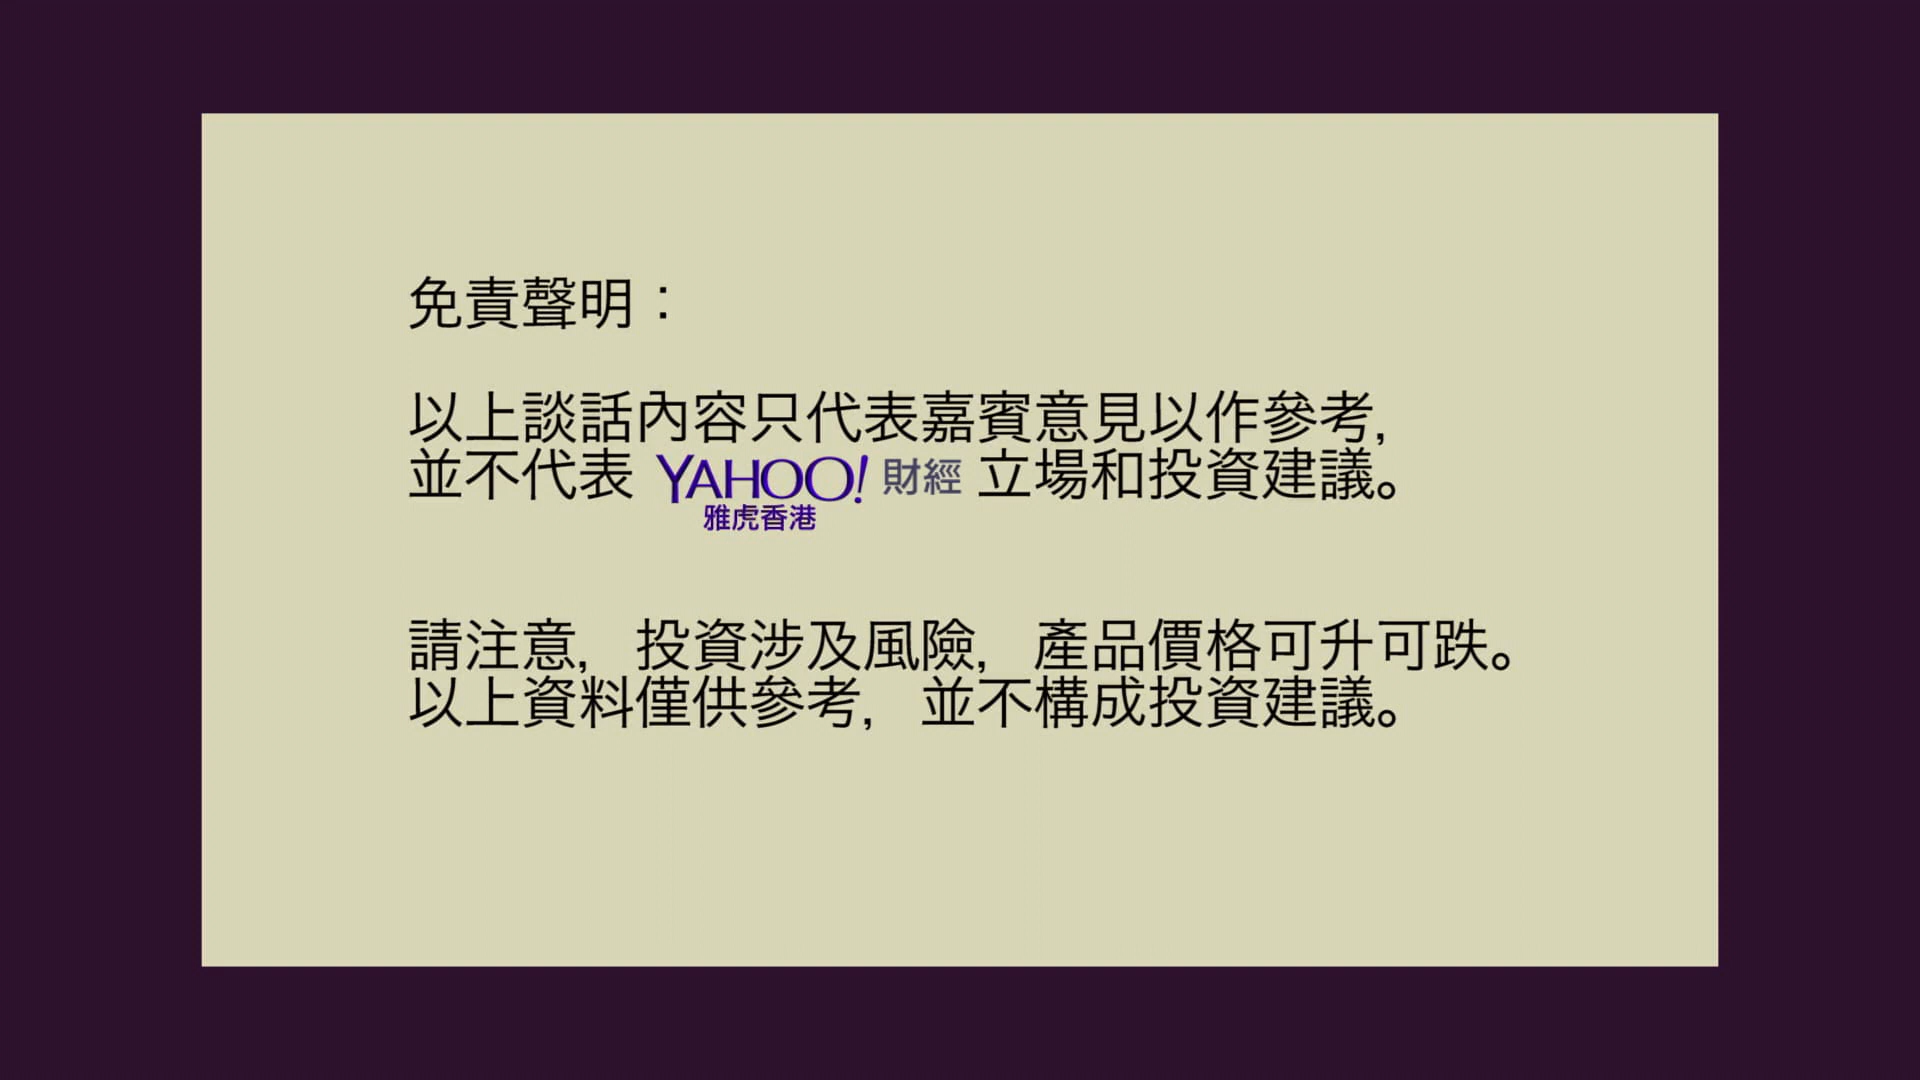 免責聲明：
以上談話內容只代表嘉賓意見以作參考,
並不代表 YAHOO! 財經 立場和投資建議。
雅虎香港
請注意, 投資涉及風險, 產品價格可升可跌。
以上資料僅供參考, 並不構成投資建議。